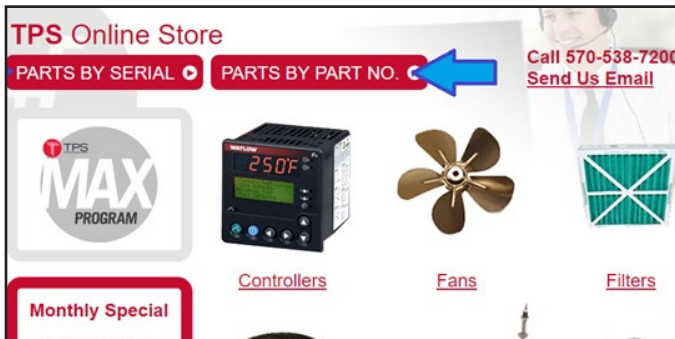 TPS Online Store
PARTS BY SERIAL
PARTS BY PART NO.
Call 570-538-7200
Send Us Email
TPS
MAX
PROGRAM
WATLOW
250°F
Controllers
Fans
Filters
Monthly Special